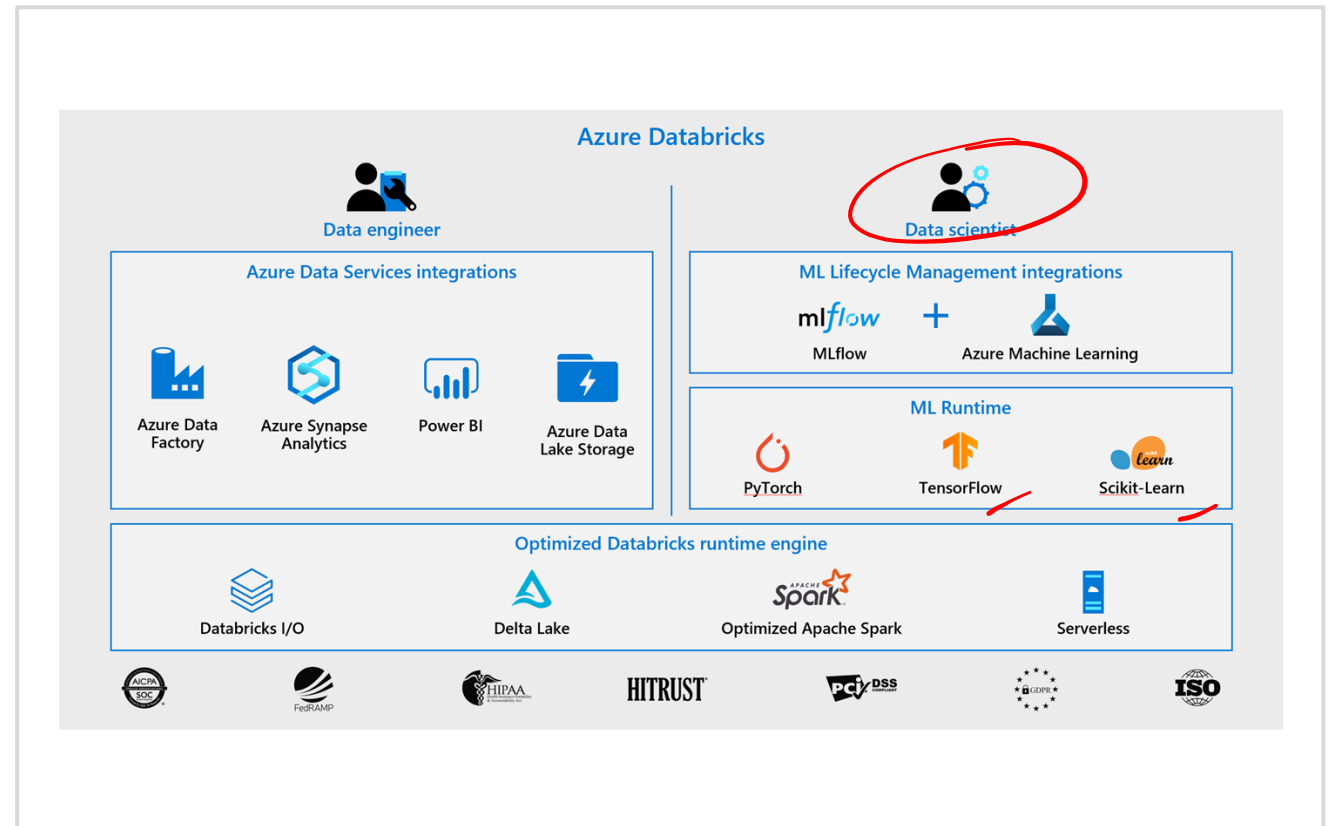 Azure Databricks
Data engineer
Data scientist
Azure Data Services integrations
Azure Data
Factory
Azure Synapse
Analytics
Power BI
Azure Data
Lake Storage
ML Lifecycle Management integrations
mlflow
+
MLflow
Azure Machine Learning
ML Runtime
learn
PyTorch
TensorFlow
Scikit-Learn
Optimized Databricks runtime engine
APACHE
Spark
Databricks I/O
Delta Lake
Optimized Apache Spark
Serverless
AICPA
SOC
FedRAMP
HIPAA
HITRUST
PCI DSS
COMPLIANT
GDPR
ISO